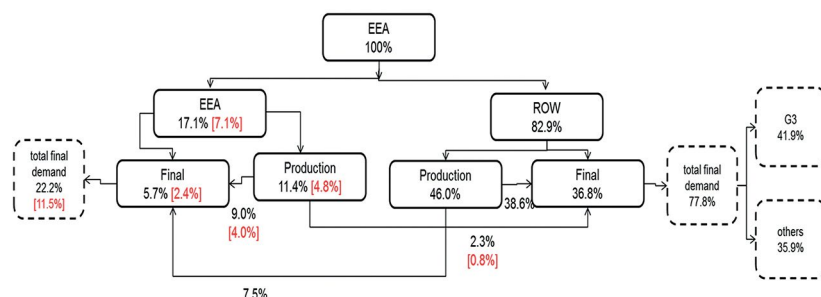 EEA
100%
EEA
17.1% [7.1%]
ROW
82.9%
G3
41.9%
total final
demand
22.2%
[11.5%]
Final
5.7% [2.4%]
Production
11.4% [4.8%]
Production
46.0%
Final
36.8%
total final
demand
77.8%
9.0%
[4.0%]
38.6%
2.3%
[0.8%]
others
35.9%
7.5%